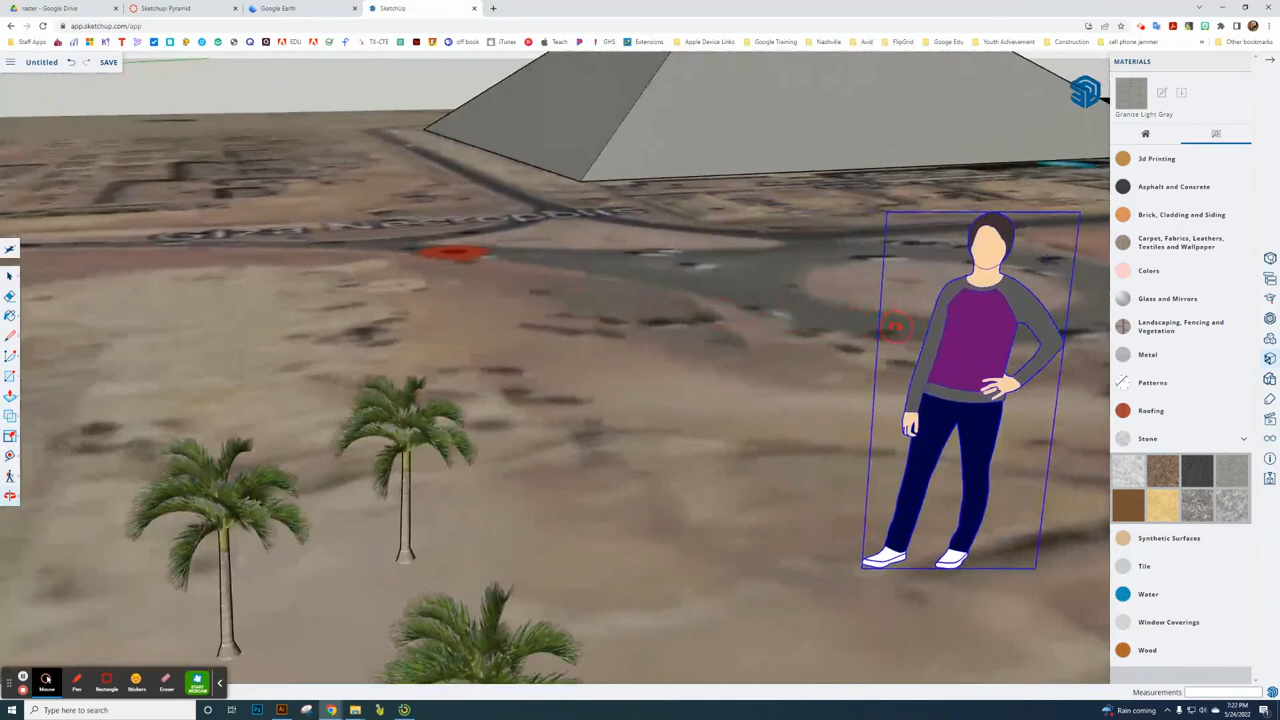 raster - Google Drive
Sketchup: Pyramid
Google Earth
SketchUp
app.sketchup.com/app
Staff Apps
EDU
off book
iTunes
Teach
GHS
Extensions
TX-CTE
Apple Device Links
Google Training
Nashville
Avid
FlipGrid
Googe Edu
Youth Achievement
Construction
cell phone jammer
Other bookmarks
Untitled
SAVE
MATERIALS
Granite Light Gray
3d Printing
Asphalt and Concrete
Brick, Cladding and Siding
Carpet, Fabrics, Leathers,
Textiles and Wallpaper
Colors
Glass and Mirrors
Landscaping, Fencing and
Vegetation
Metal
Patterns
Roofing
Stone
Synthetic Surfaces
Tile
Water
Window Coverings
Wood
Measurements
Mouse
Pen
Rectangle
Stickers
Eraser
START
WEBCAM
Type here to search
Rain coming
7:22 PM
5/24/2022